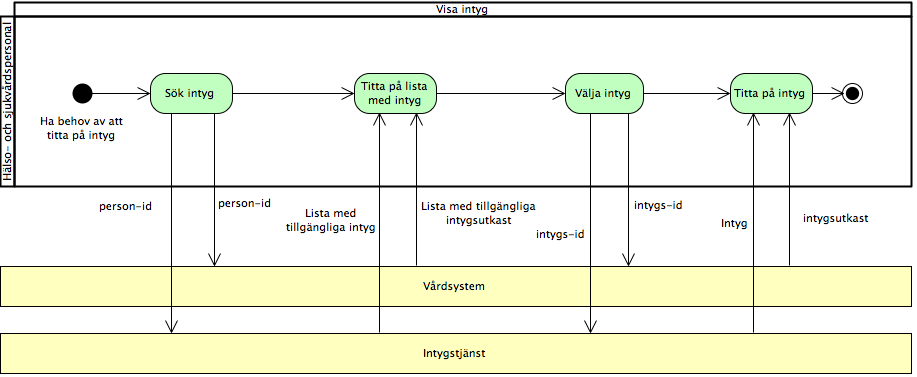 Visa intyg
Hälso- och sjukvårdspersonal
Sök intyg
Titta på lista
med intyg
Välja intyg
Titta på intyg
Ha behov av att
titta på intyg
person-id
person-id
Lista med
tillgängliga intyg
Lista med tillgängliga
intygsutkast
intygs-id
intygs-id
Intyg
intygsutkast
Vårdsystem
Intygstjänst